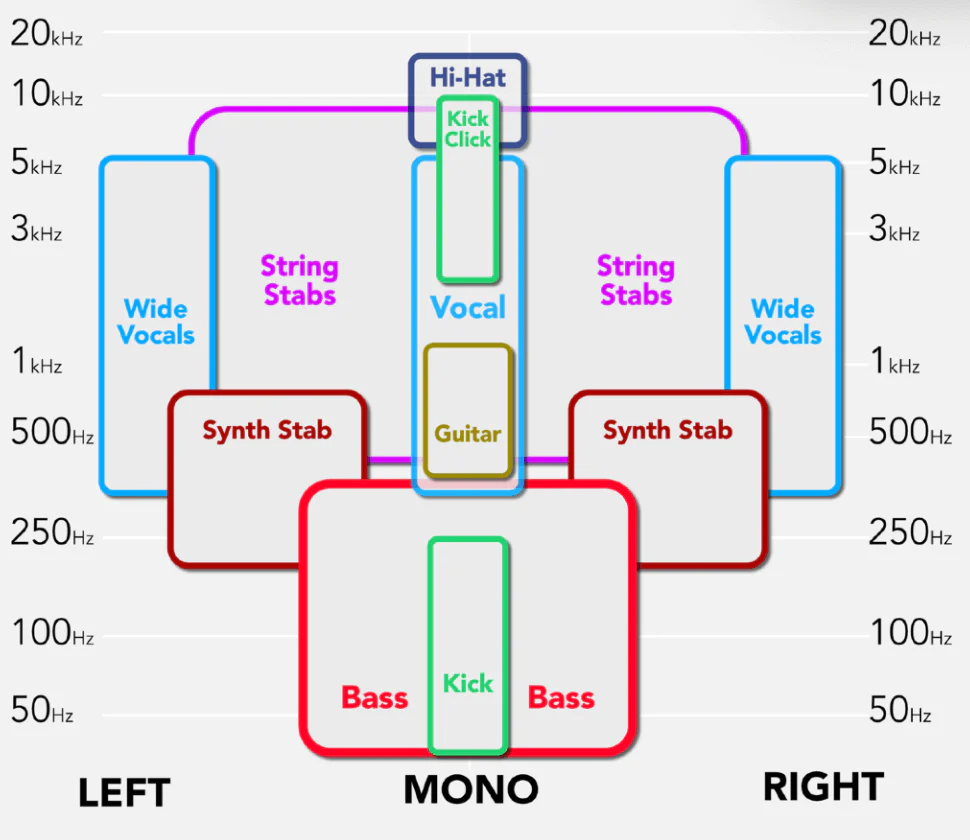 20kHz
20kHz
Hi-Hat
10kHz
10kHz
Kick
Click
5kHz
5kHz
3kHz
3kHz
String
Stabs
String
Stabs
Wide
Vocals
Vocal
Wide
Vocals
1kHz
1kHz
500Hz
Synth Stab
Guitar
Synth Stab
500Hz
250Hz
250Hz
100Hz
100Hz
Bass
Kick
Bass
50Hz
50Hz
LEFT
MONO
RIGHT